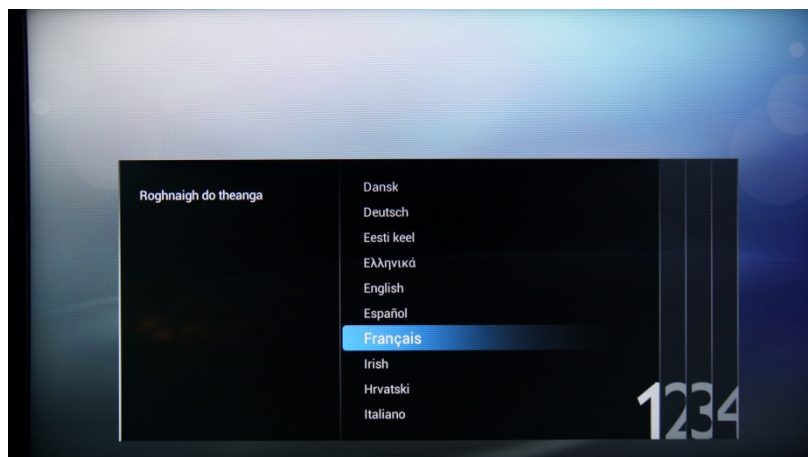 Roghnaigh do theanga
Dansk
Deutsch
Eesti keel
Ελληνικά
English
Español
Français
Irish
Hrvatski
Italiano
1234